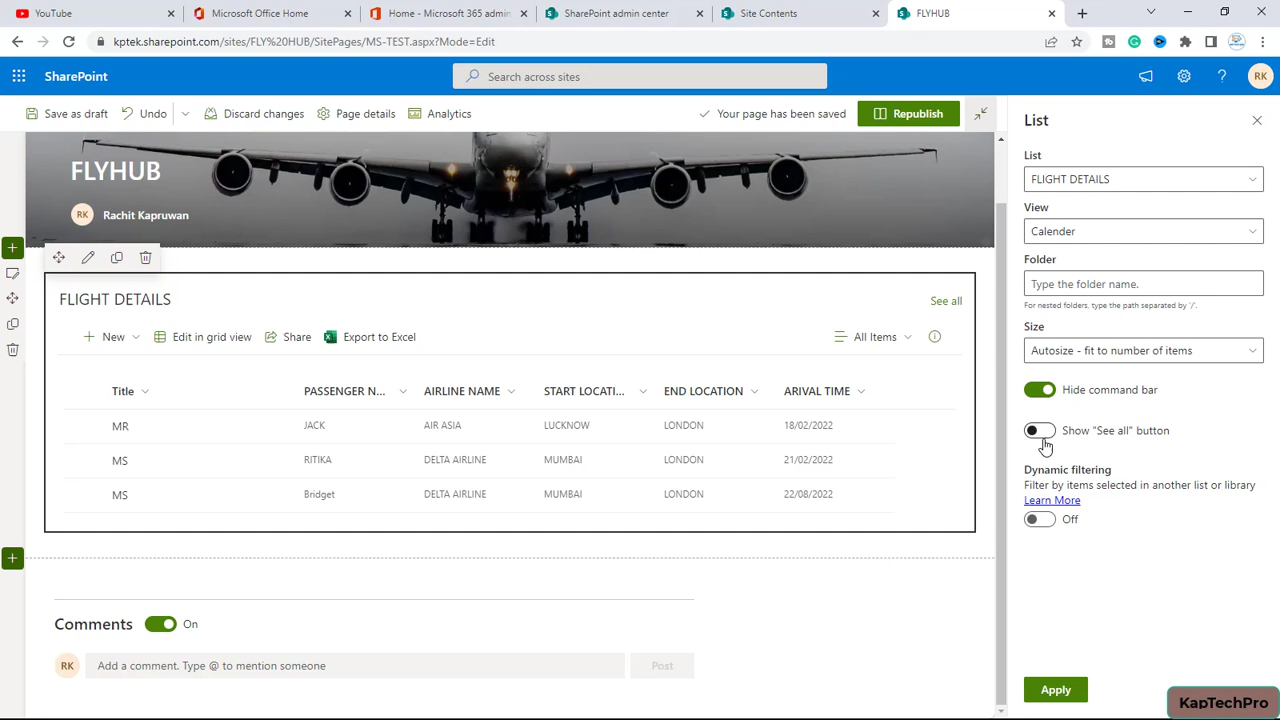 YouTube
Microsoft Office Home
Home - Microsoft 365 admin
SharePoint admin center
Site Contents
FLYHUB
kptek.sharepoint.com/sites/FLY%20HUB/SitePages/MS-TEST.aspx?Mode=Edit
SharePoint
Search across sites
RK
Save as draft
Undo
Discard changes
Page details
Analytics
Your page has been saved
Republish
FLYHUB
RK
Rachit Kapruwan
FLIGHT DETAILS
See all
New
Edit in grid view
Share
Export to Excel
All Items
Title PASSENGER N... AIRLINE NAME START LOCATI... END LOCATION ARIVAL TIME
MR JACK AIR ASIA LUCKNOW LONDON 18/02/2022
MS RITIKA DELTA AIRLINE MUMBAI LONDON 21/02/2022
MS Bridget DELTA AIRLINE MUMBAI LONDON 22/08/2022
Comments
On
RK
Add a comment. Type @ to mention someone
Post
List
List
FLIGHT DETAILS
View
Calender
Folder
Type the folder name.
For nested folders, type the path separated by '/'.
Size
Autosize - fit to number of items
Hide command bar
Show "See all" button
Dynamic filtering
Filter by items selected in another list or library
Learn More
Off
Apply
KapTechPro